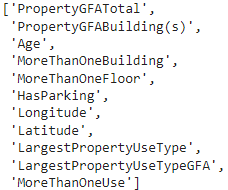 ['PropertyGFATotal',
'PropertyGFABuilding(s)',
'Age',
'MoreThanOneBuilding',
'MoreThanOneFloor',
'HasParking',
'Longitude',
'Latitude',
'LargestPropertyUseType',
'LargestPropertyUseTypeGFA',
'MoreThanOneUse']